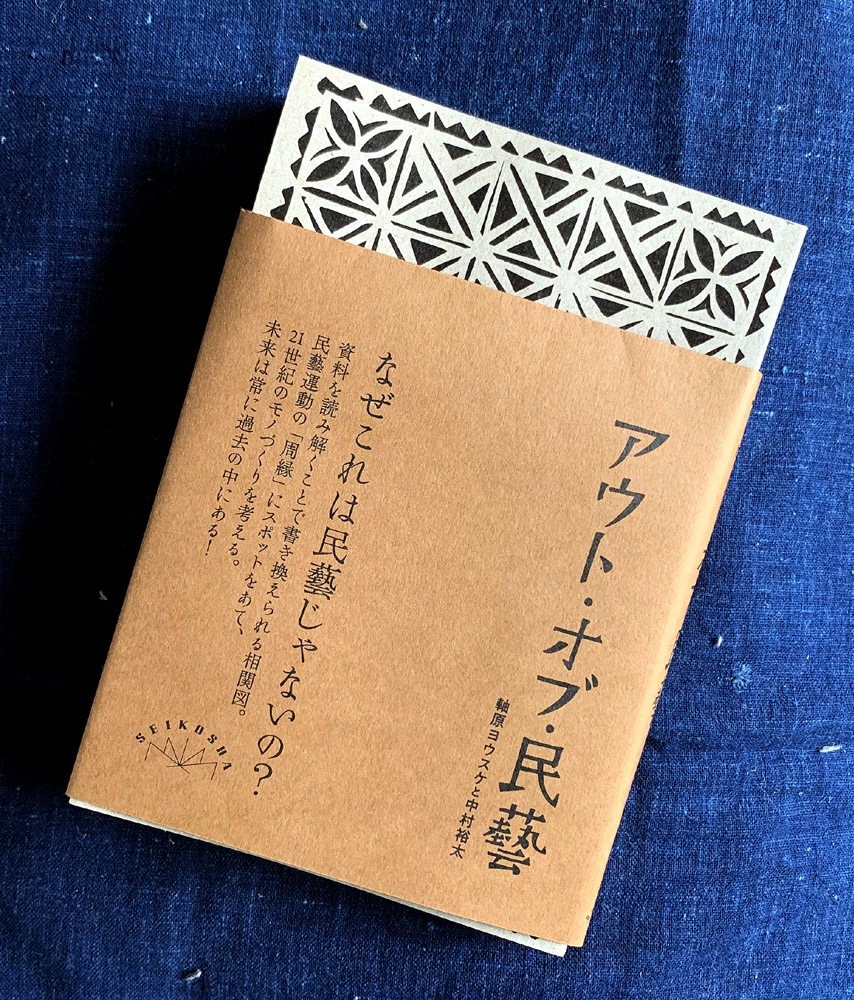 アウト・オブ・民藝
軸原ヨウスケと中村裕太
なぜこれは民藝じゃないの?
資料を読み解くことで書き換えられる相関図。
民藝運動の「周縁」にスポットをあて、
21世紀のモノづくりを考える。
未来は常に過去の中にある!
SEIKOSHA